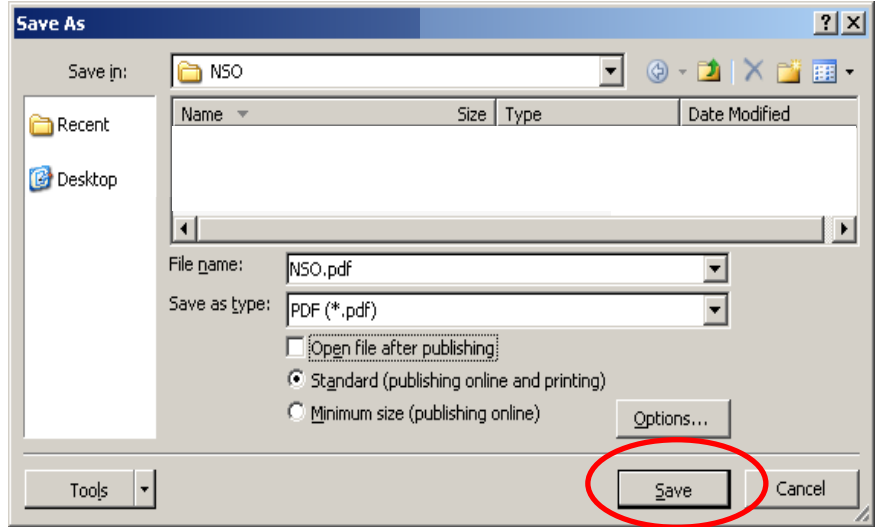 Save As
Save in: NSO
Recent
Desktop
Name Size Type Date Modified
File name: NSO.pdf
Save as type: PDF (*.pdf)
Open file after publishing
Standard (publishing online and printing)
Minimum size (publishing online)
Options...
Tools Save Cancel